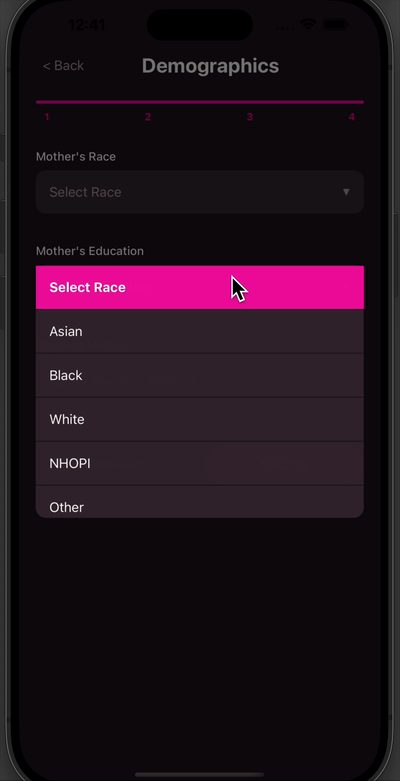 12:41
< Back
Demographics
1 2 3 4
Mother's Race
Select Race ▼
Mother's Education
Select Race
Asian
Black
White
NHOPI
Other